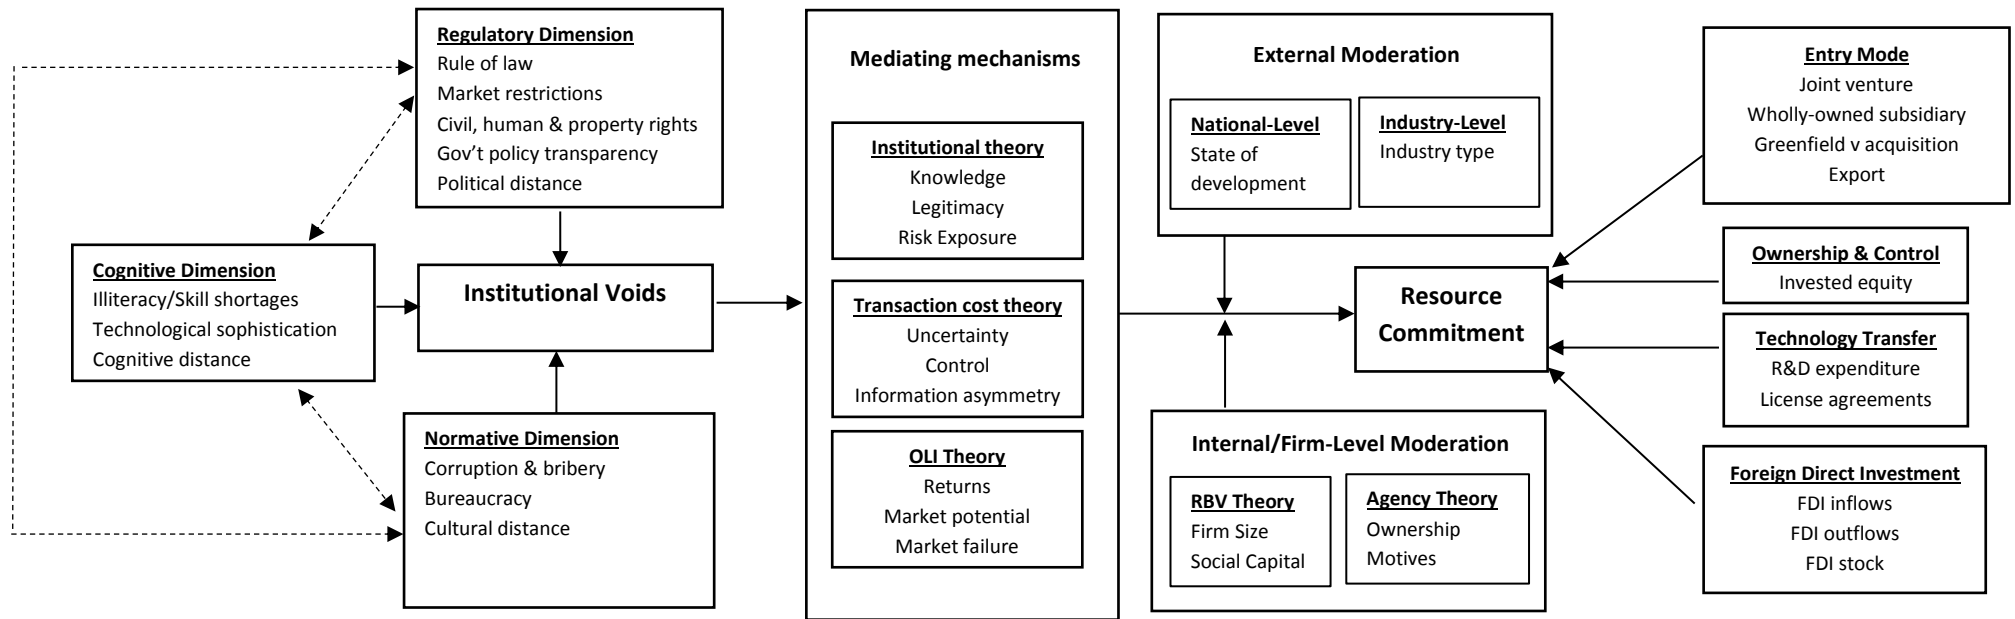 Regulatory Dimension
Rule of law
Market restrictions
Civil, human & property rights
Gov't policy transparency
Political distance
Cognitive Dimension
Illiteracy/Skill shortages
Technological sophistication
Cognitive distance
Institutional Voids
Normative Dimension
Corruption & bribery
Bureaucracy
Cultural distance
Mediating mechanisms
Institutional theory
Knowledge
Legitimacy
Risk Exposure
Transaction cost theory
Uncertainty
Control
Information asymmetry
OLI Theory
Returns
Market potential
Market failure
External Moderation
National-Level
State of
development
Industry-Level
Industry type
Resource
Commitment
Internal/Firm-Level Moderation
RBV Theory
Firm Size
Social Capital
Agency Theory
Ownership
Motives
Entry Mode
Joint venture
Wholly-owned subsidiary
Greenfield v acquisition
Export
Ownership & Control
Invested equity
Technology Transfer
R&D expenditure
License agreements
Foreign Direct Investment
FDI inflows
FDI outflows
FDI stock